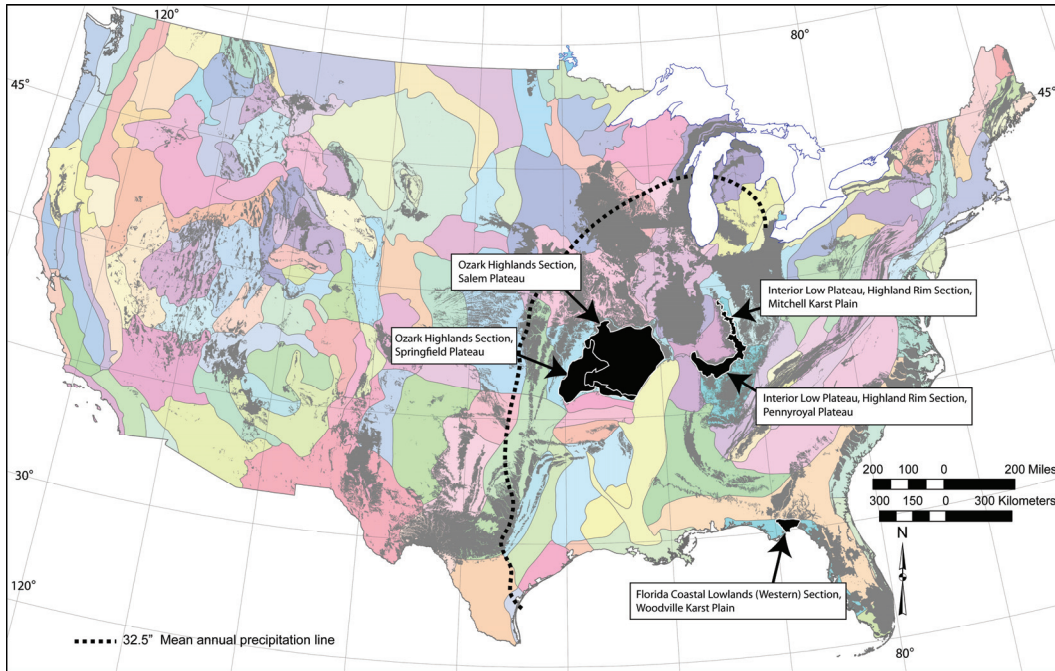 120°
80°
45°
45°
Ozark Highlands Section,
Salem Plateau
Interior Low Plateau, Highland Rim Section,
Mitchell Karst Plain
Ozark Highlands Section,
Springfield Plateau
Interior Low Plateau, Highland Rim Section,
Pennyroyal Plateau
200 100 0 200 Miles
300 150 0 300 Kilometers
30°
30°
N
120°
Florida Coastal Lowlands (Western) Section,
Woodville Karst Plain
32.5" Mean annual precipitation line
80°